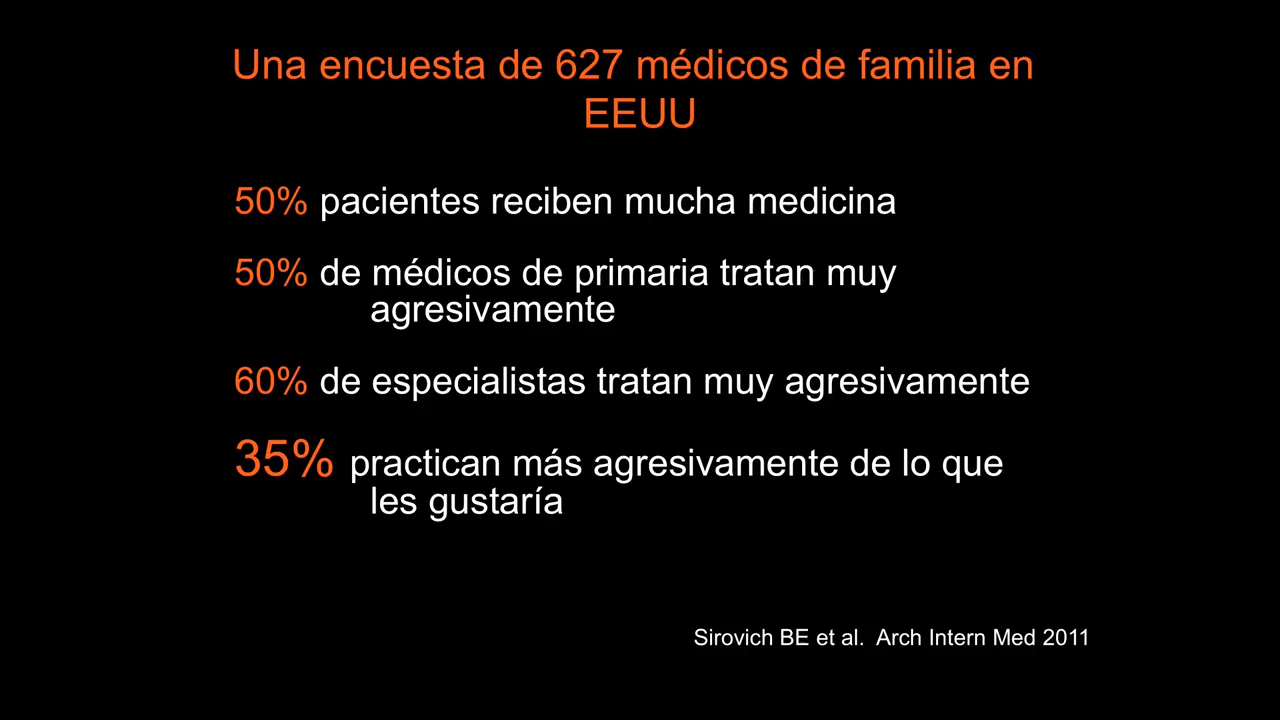 Una encuesta de 627 médicos de familia en
EEUU
50% pacientes reciben mucha medicina
50% de médicos de primaria tratan muy
agresivamente
60% de especialistas tratan muy agresivamente
35% practican más agresivamente de lo que
les gustaría
Sirovich BE et al. Arch Intern Med 2011